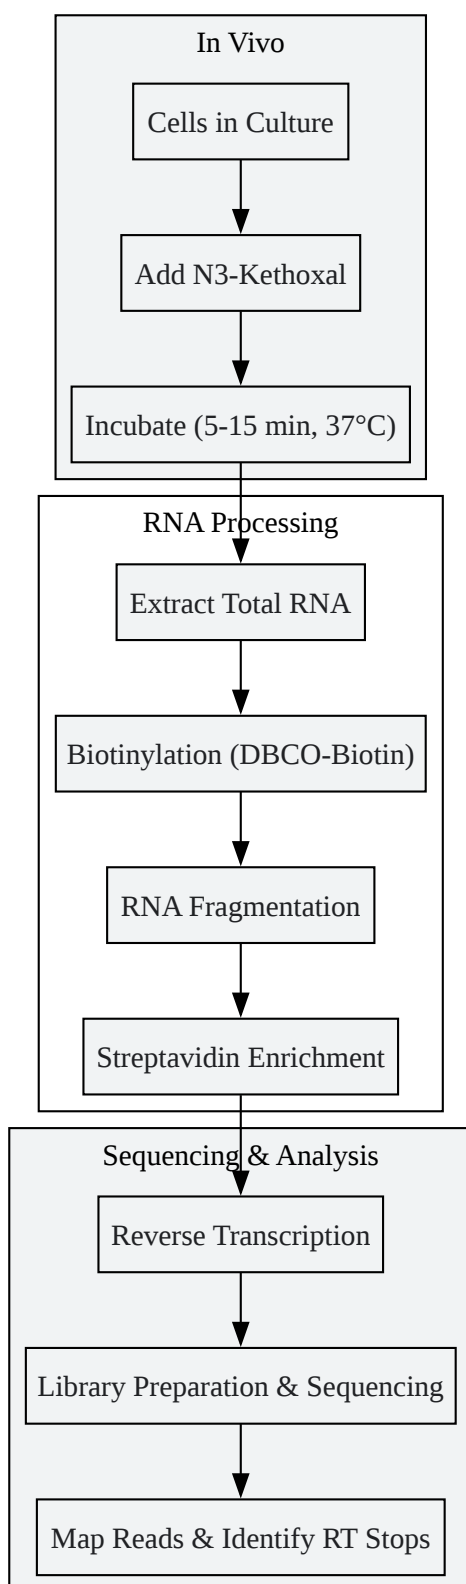 In Vivo
Cells in Culture
Add N3-Kethoxal
Incubate (5-15 min, 37°C)
RNA Processing
Extract Total RNA
Biotinylation (DBCO-Biotin)
RNA Fragmentation
Streptavidin Enrichment
Sequencing & Analysis
Reverse Transcription
Library Preparation & Sequencing
Map Reads & Identify RT Stops